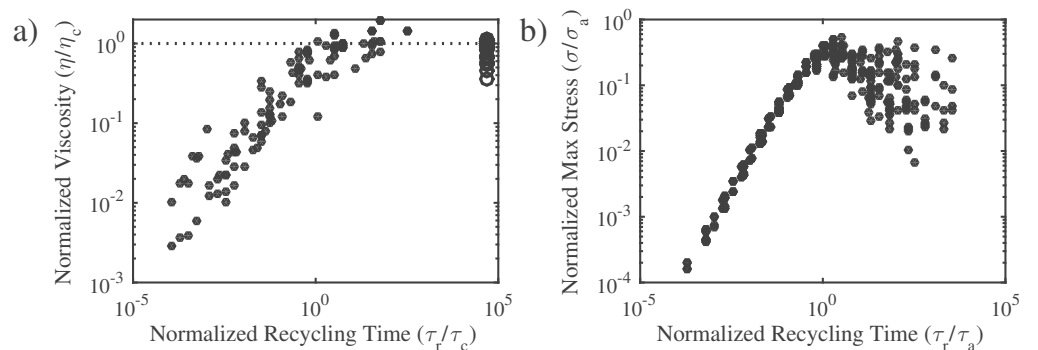 a)
Normalized Viscosity (η/η_c)
10^0
10^-1
10^-2
10^-3
10^-5
10^0
10^5
Normalized Recycling Time (τ_r/τ_c)
b)
Normalized Max Stress (σ/σ_a)
10^0
10^-1
10^-2
10^-3
10^-4
10^-5
10^0
10^5
Normalized Recycling Time (τ_r/τ_a)